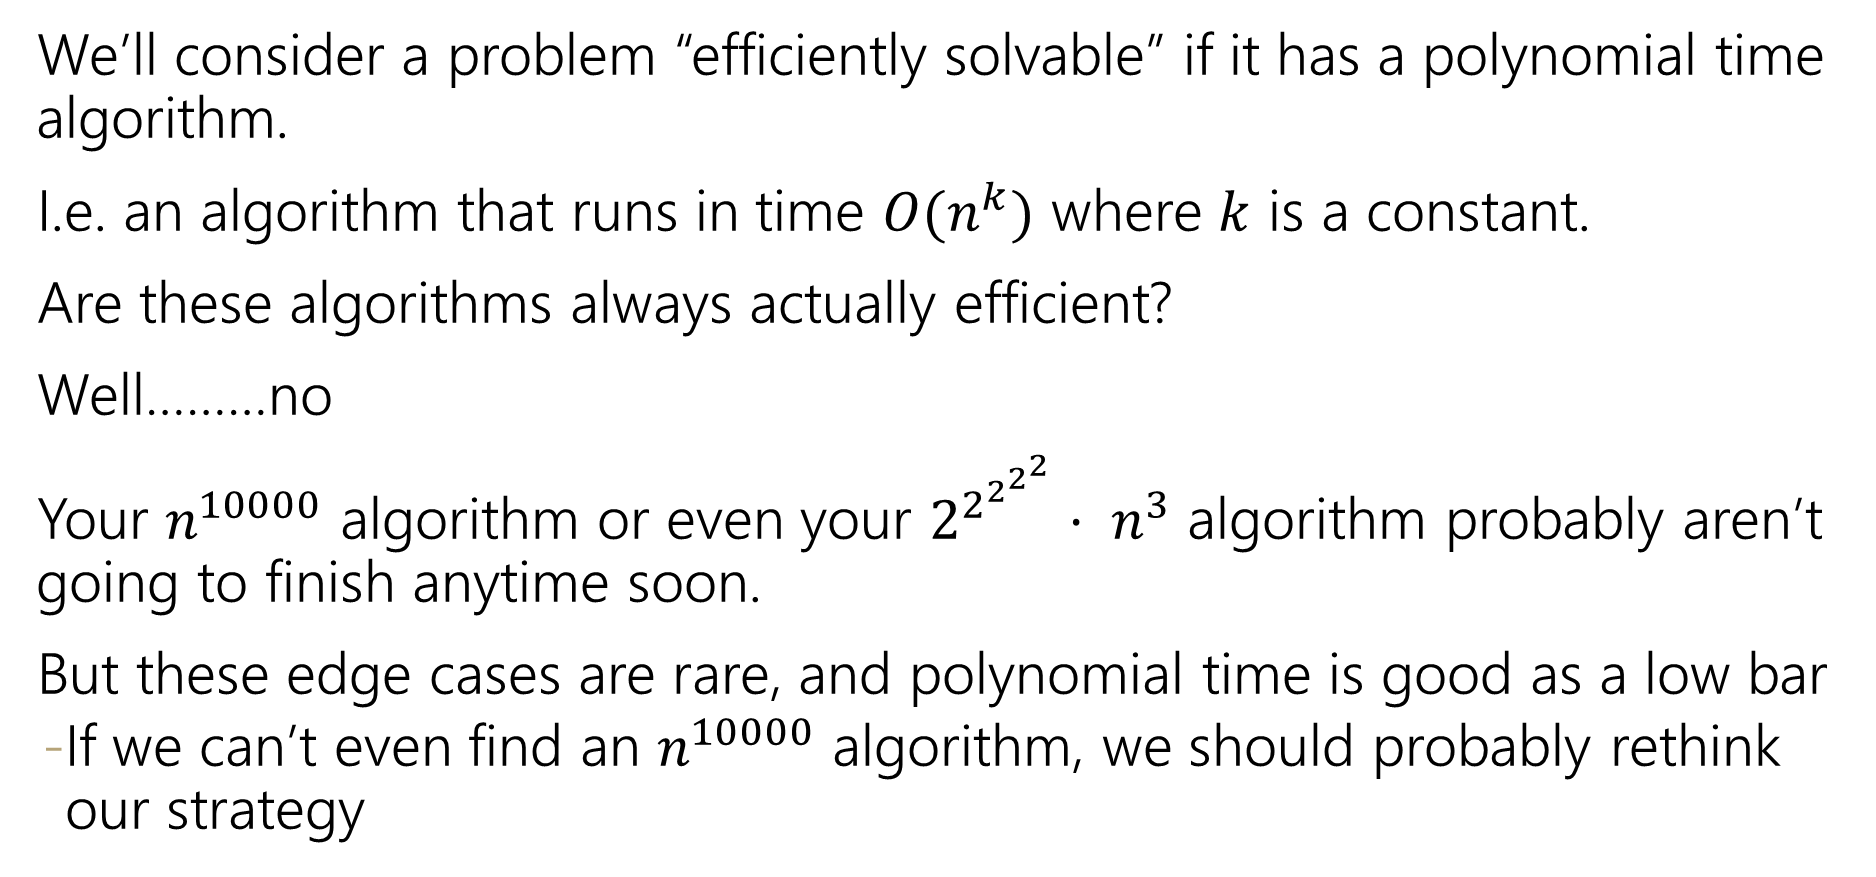 We’ll consider a problem “efficiently solvable” if it has a polynomial time
algorithm.
I.e. an algorithm that runs in time 𝑂(𝑛^𝑘) where 𝑘 is a constant.
Are these algorithms always actually efficient?
Well………no
Your 𝑛^10000 algorithm or even your 2^2^2^2^2 · 𝑛^3 algorithm probably aren’t
going to finish anytime soon.
But these edge cases are rare, and polynomial time is good as a low bar
-If we can’t even find an 𝑛^10000 algorithm, we should probably rethink
our strategy